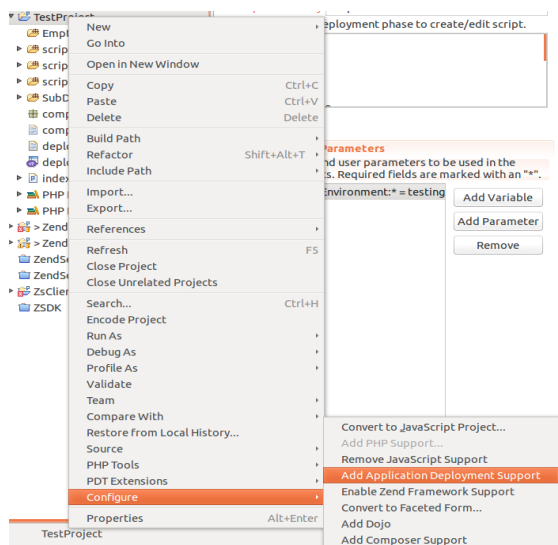 TestProject
New
Go Into
Open in New Window
Copy Ctrl+C
Paste Ctrl+V
Delete Delete
Build Path
Refactor Shift+Alt+T
Include Path
Import...
Export...
References
Refresh F5
Close Project
Close Unrelated Projects
Search... Ctrl+H
Encode Project
Run As
Debug As
Profile As
Validate
Team
Compare With
Restore from Local History...
Source
PHP Tools
PDT Extensions
Configure
Properties Alt+Enter
Emp
scrip
scrip
scrip
SubD
comp
comp
deplo
deplo
index
PHP
PHP
> Zend
> Zend
ZendSe
ZendSe
ZsClien
ZSDK
eployment phase to create/edit script.
Parameters
nd user parameters to be used in the
ts. Required fields are marked with an "*".
Environment:* = testing
Add Variable
Add Parameter
Remove
Convert to JavaScript Project...
Add PHP Support...
Remove JavaScript Support
Add Application Deployment Support
Enable Zend Framework Support
Convert to Faceted Form...
Add Dojo
Add Composer Support
TestProject